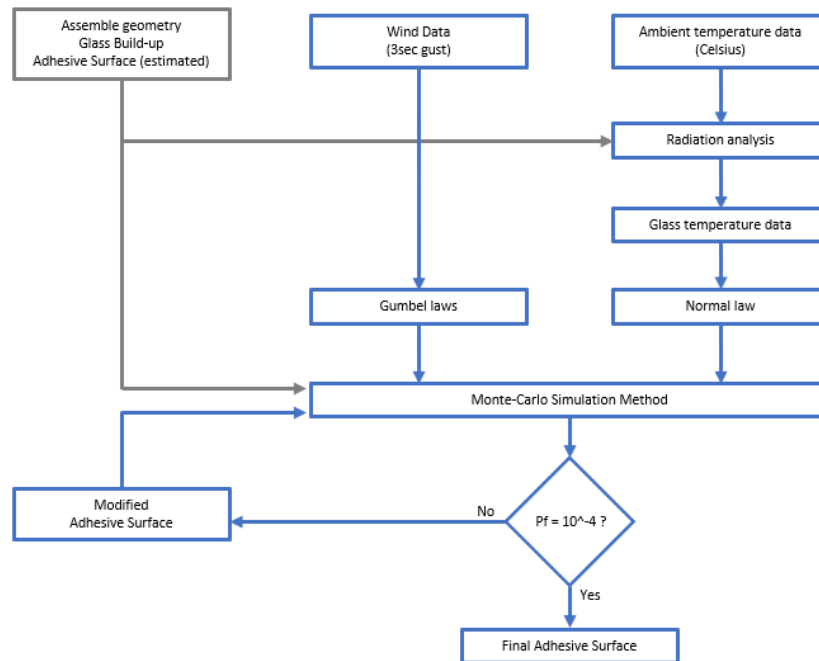 Assemble geometry
Glass Build-up
Adhesive Surface (estimated)
Wind Data
(3sec gust)
Ambient temperature data
(Celsius)
Radiation analysis
Glass temperature data
Gumbel laws
Normal law
Monte-Carlo Simulation Method
Modified
Adhesive Surface
No
Pf = 10^-4 ?
Yes
Final Adhesive Surface